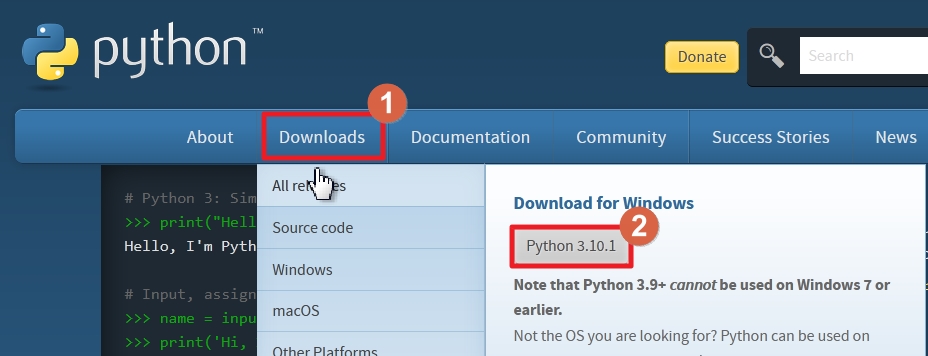 python™
Donate
Search
1
About
Downloads
Documentation
Community
Success Stories
News
# Python 3: Sim
>>> print("Hell
Hello, I'm Pyth
# Input, assign
>>> name = inpu
>>> print('Hi,
All releases
Source code
Windows
macOS
Other Platforms
Download for Windows
2
Python 3.10.1
Note that Python 3.9+ cannot be used on Windows 7 or
earlier.
Not the OS you are looking for? Python can be used on